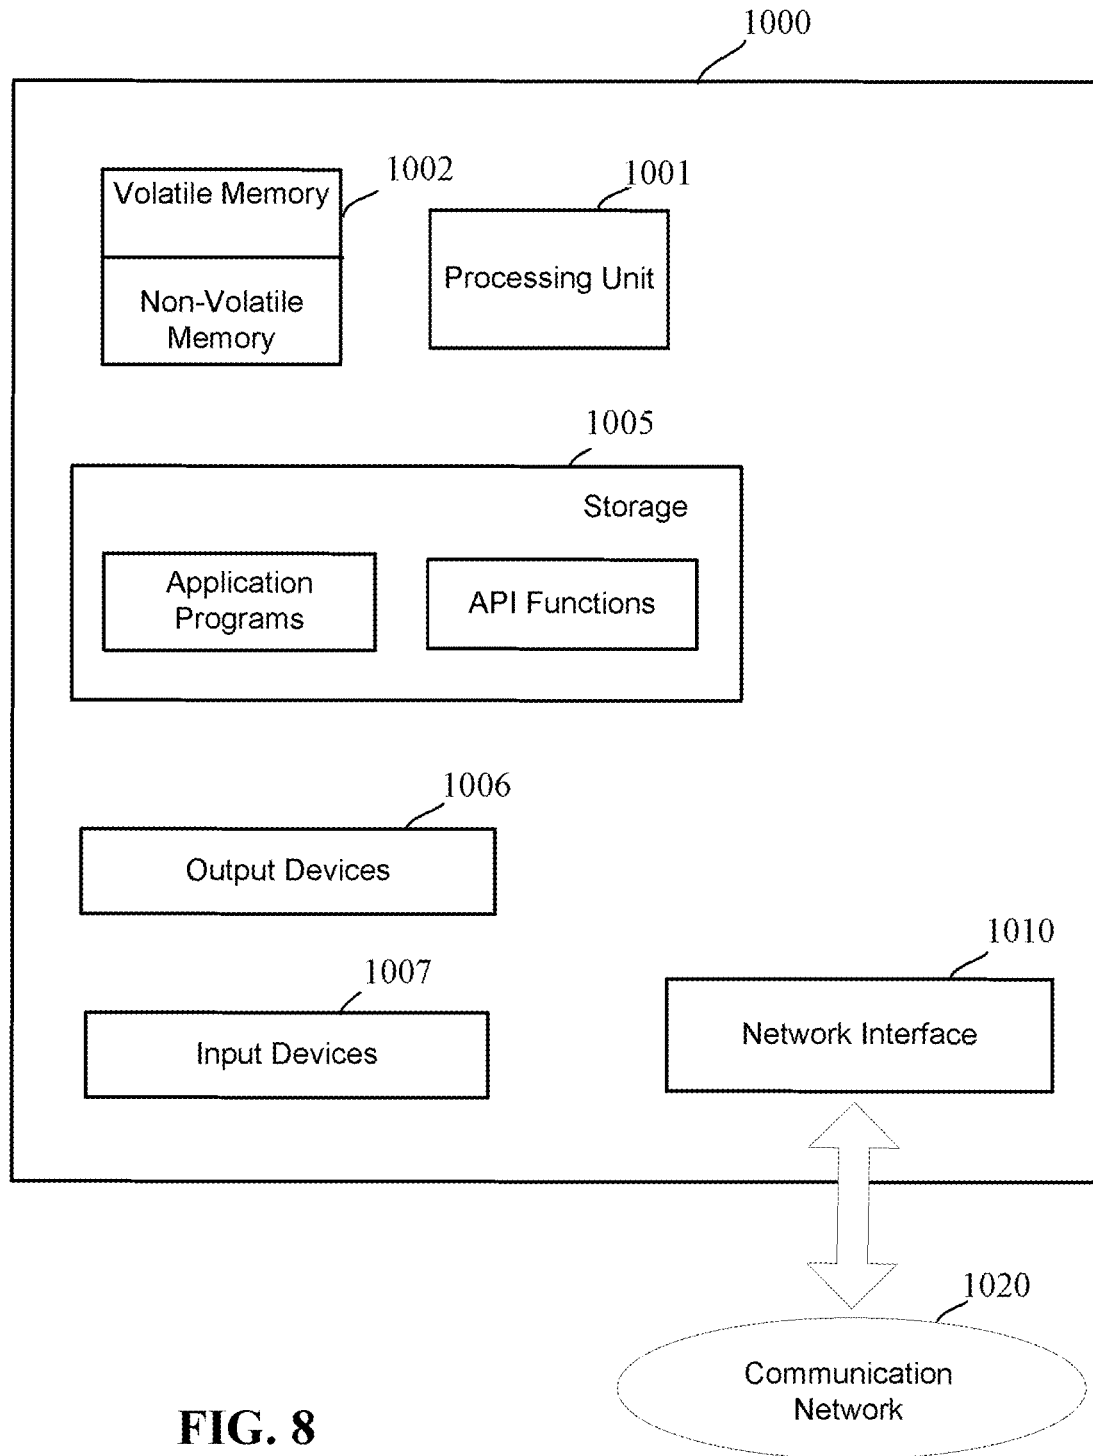 1000
1002
1001
Volatile Memory
Non-Volatile
Memory
Processing Unit
1005
Storage
Application
Programs
API Functions
1006
Output Devices
1010
1007
Network Interface
Input Devices
1020
Communication
Network
FIG. 8